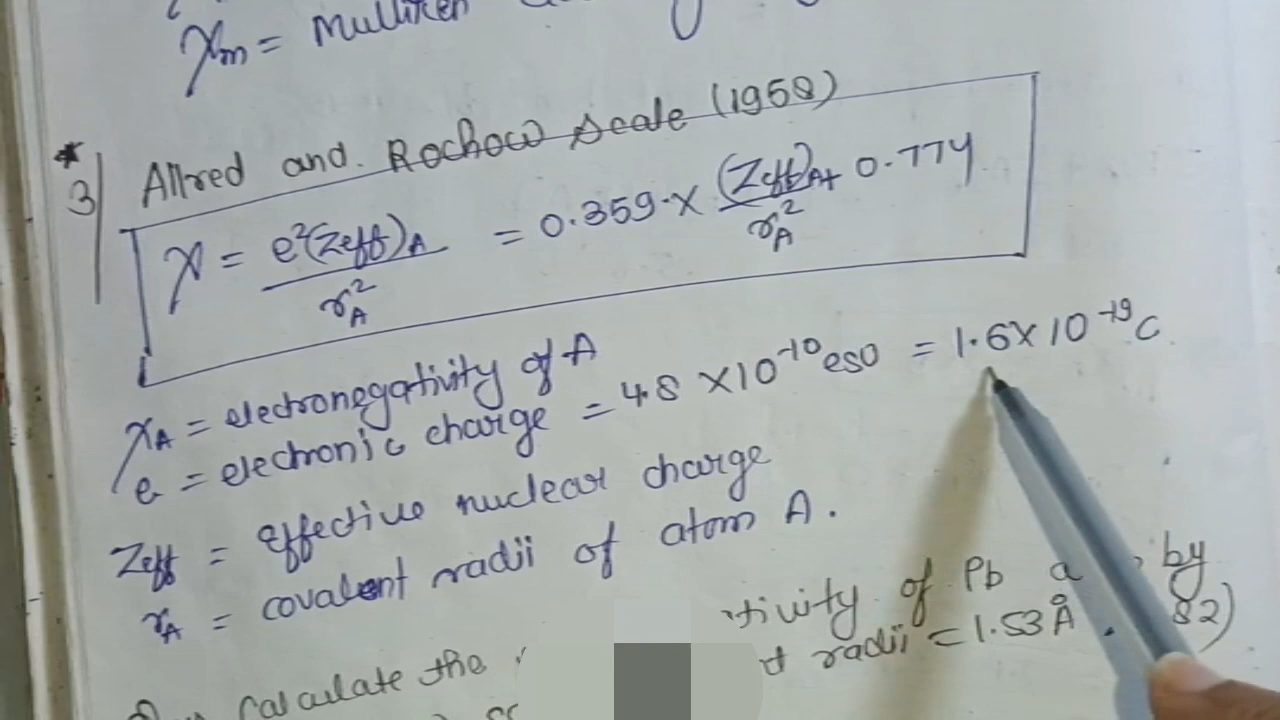 χm = Mulliken
* 3) Allred and. Rochow scale (1958)
χ = e²(Zeff)A / r²A = 0.359 × (Zeff)A / r²A + 0.774
χA = electronegativity of A
e = electronic charge = 4.8 × 10⁻¹⁰ eso = 1.6 × 10⁻¹⁹ C
Zeff = effective nuclear charge
rA = covalent radii of atom A.
Calculate the tivity of Pb by
radii = 1.53 Å 82)